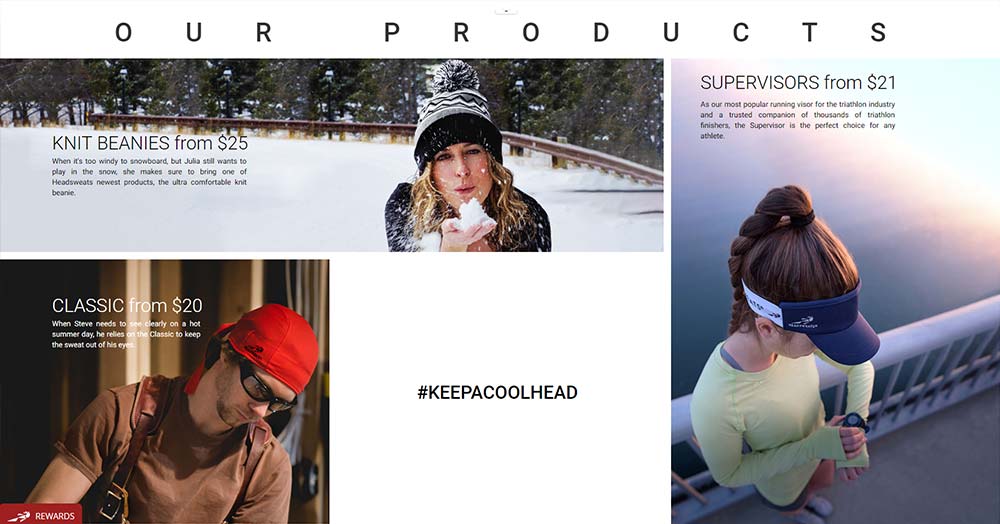 OUR PRODUCTS
KNIT BEANIES from $25
When it's too windy to snowboard, but Julia still wants to
play in the snow, she makes sure to bring one of
Headsweats newest products, the ultra comfortable knit
beanie.
SUPERVISORS from $21
As our most popular running visor for the triathlon industry
and a trusted companion of thousands of triathlon
finishers, the Supervisor is the perfect choice for any
athlete.
CLASSIC from $20
When Steve needs to see clearly on a hot
summer day, he relies on the Classic to keep
the sweat out of his eyes.
#KEEPACOOLHEAD
REWARDS